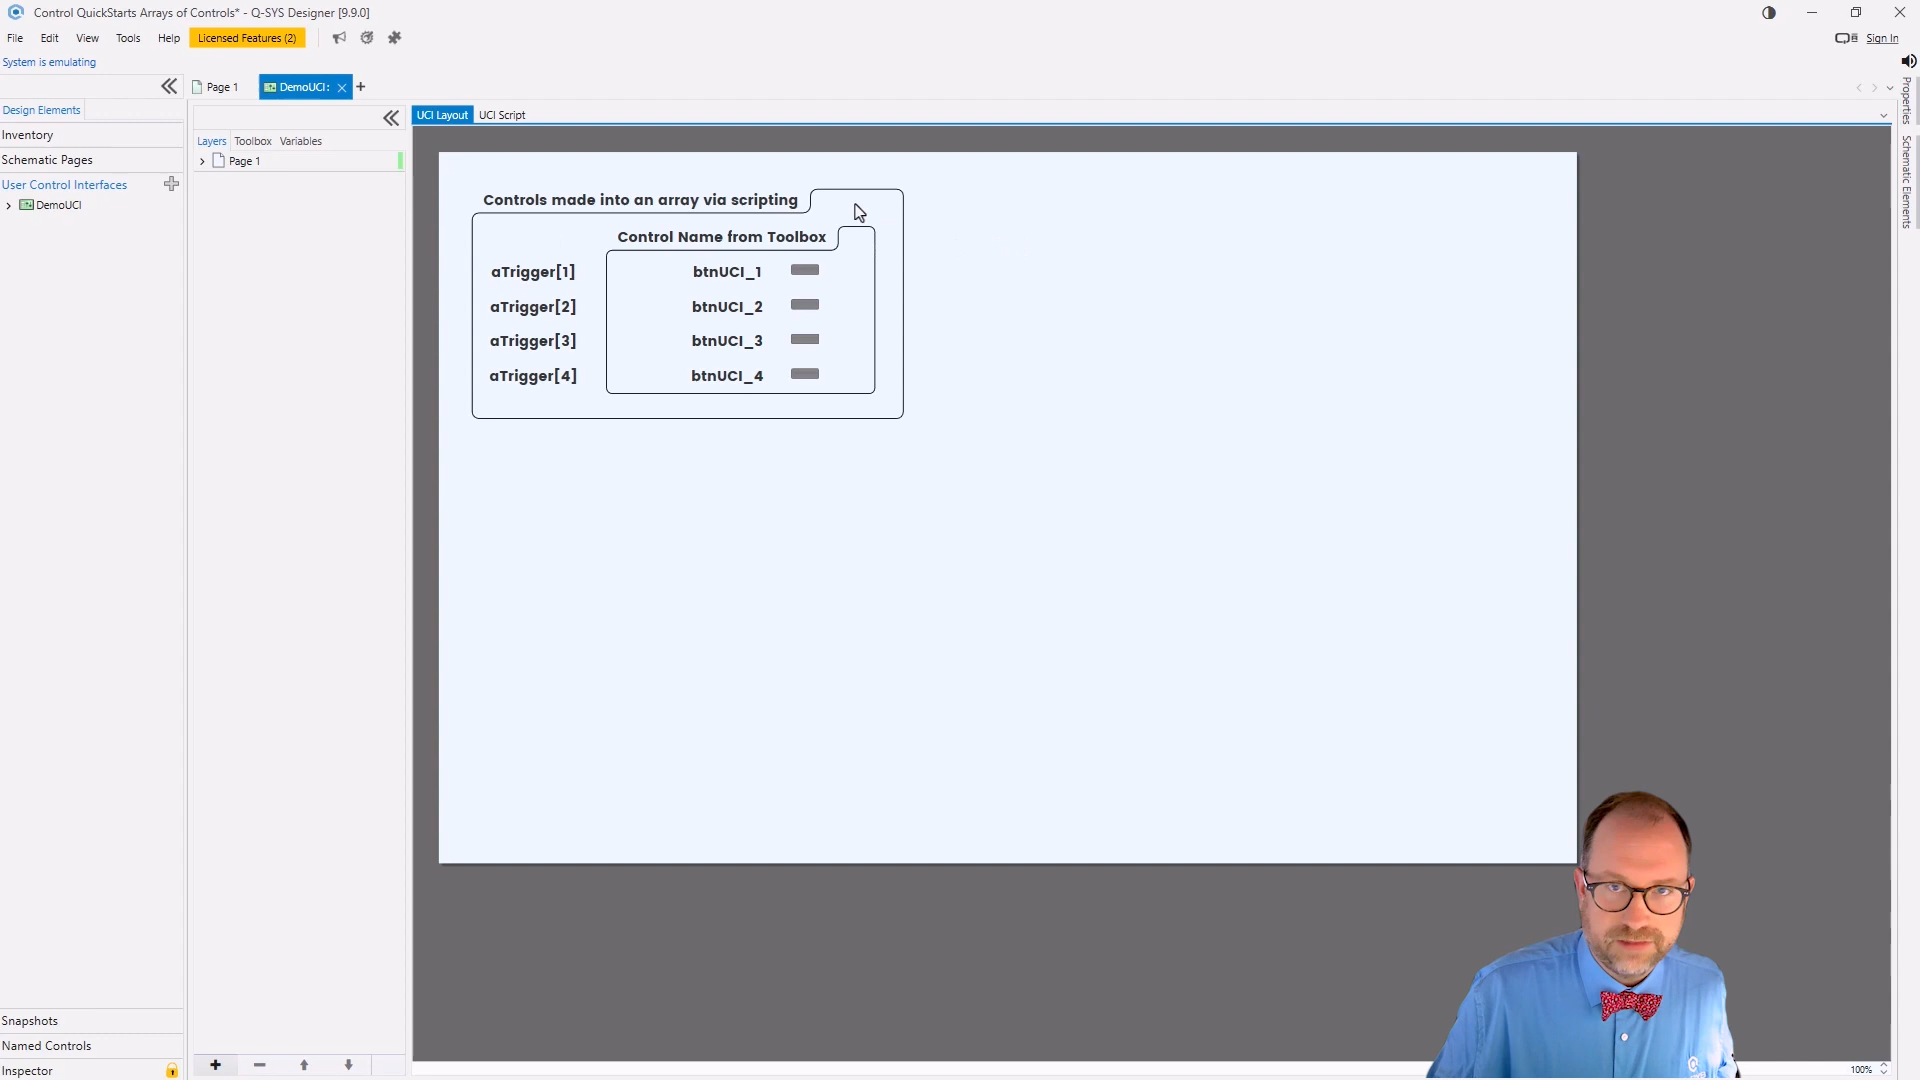 Control QuickStarts Arrays of Controls* - Q-SYS Designer [9.9.0]
File Edit View Tools Help Licensed Features (2)
Sign In
System is emulating
Page 1 DemoUCI:
Design Elements
Inventory
Schematic Pages
User Control Interfaces
DemoUCI
Snapshots
Named Controls
Inspector
Layers Toolbox Variables
Page 1
UCI Layout UCI Script
Controls made into an array via scripting
Control Name from Toolbox
aTrigger[1] btnUCI_1
aTrigger[2] btnUCI_2
aTrigger[3] btnUCI_3
aTrigger[4] btnUCI_4
Properties
Schematic Elements
100%